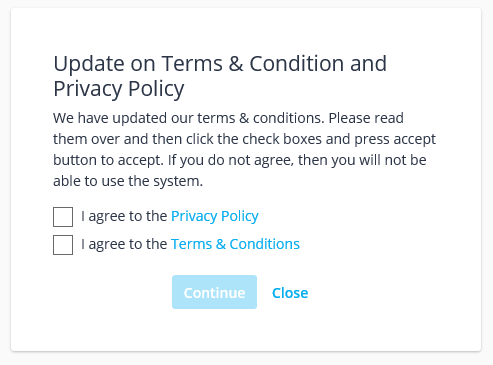 Update on Terms & Condition and
Privacy Policy
We have updated our terms & conditions. Please read
them over and then click the check boxes and press accept
button to accept. If you do not agree, then you will not be
able to use the system.
I agree to the Privacy Policy
I agree to the Terms & Conditions
Continue Close